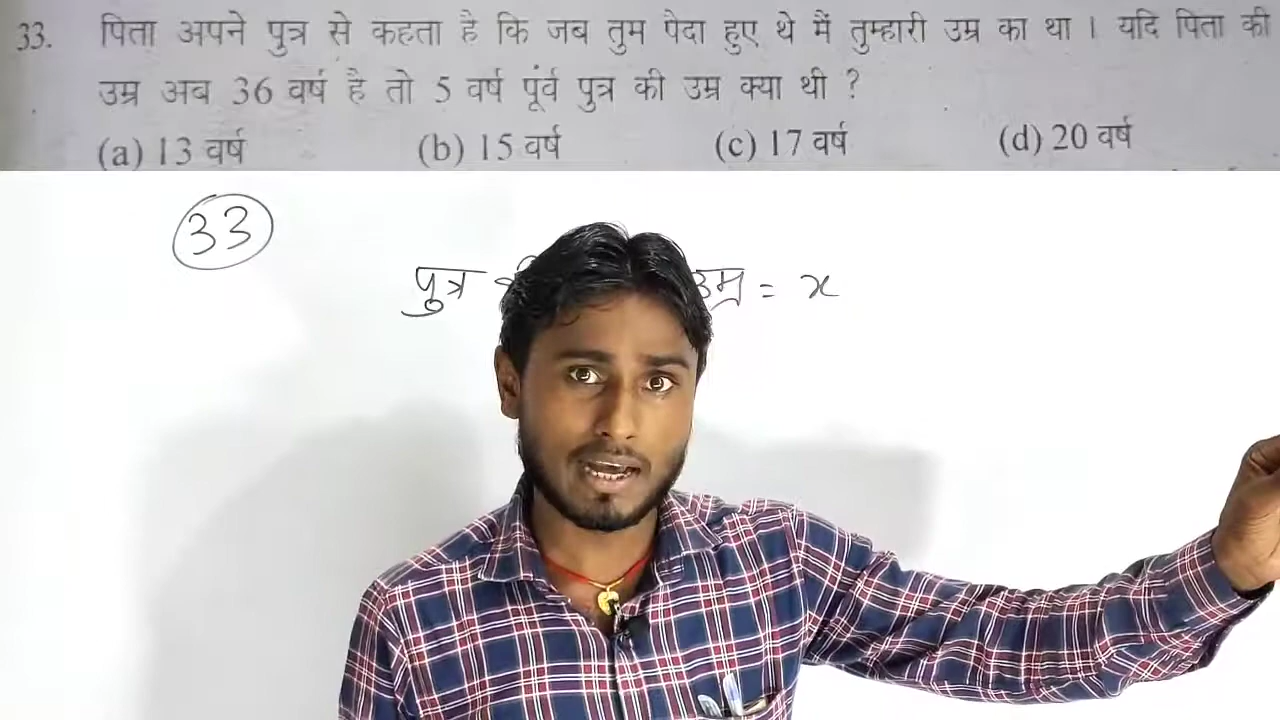 33. पिता अपने पुत्र से कहता है कि जब तुम पैदा हुए थे मैं तुम्हारी उम्र का था । यदि पिता की
उम्र अब 36 वर्ष है तो 5 वर्ष पूर्व पुत्र की उम्र क्या थी ?
(a) 13 वर्ष (b) 15 वर्ष (c) 17 वर्ष (d) 20 वर्ष
33
पुत्र उम्र = x